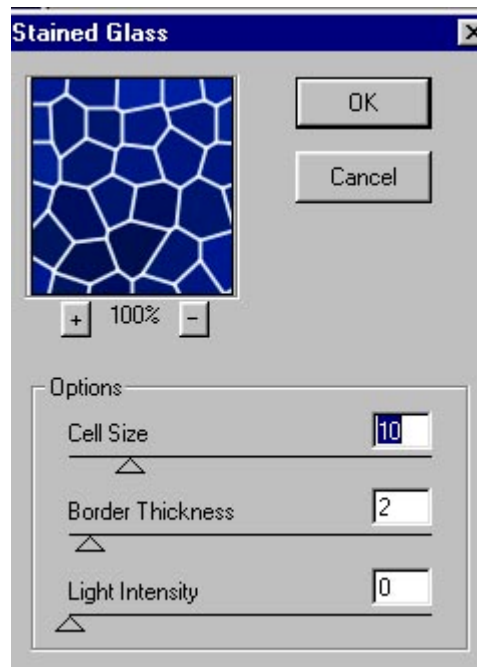 Stained Glass
OK
Cancel
+ 100% -
Options
Cell Size 10
Border Thickness 2
Light Intensity 0